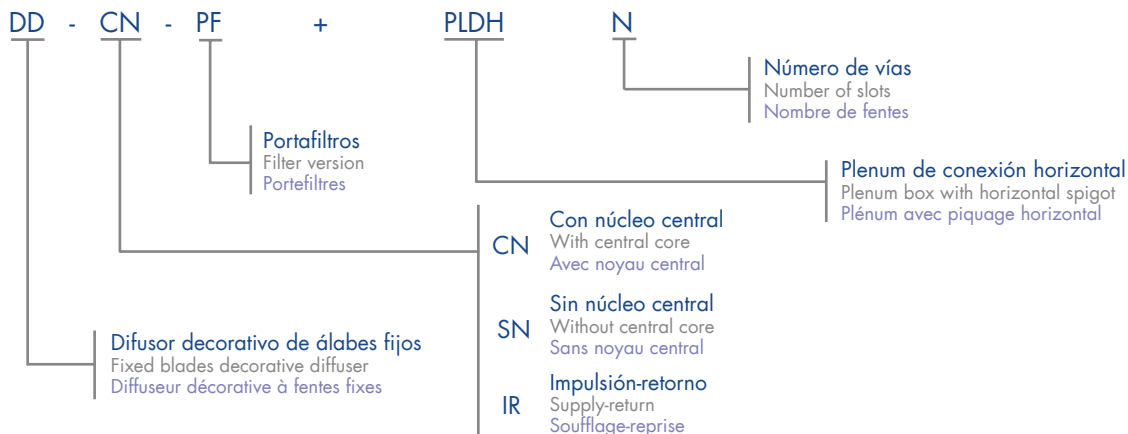 DD - CN - PF + PLDH N
Número de vías
Number of slots
Nombre de fentes
Portafiltros
Filter version
Portefiltres
Plenum de conexión horizontal
Plenum box with horizontal spigot
Plénum avec piquage horizontal
CN
Con núcleo central
With central core
Avec noyau central
SN
Sin núcleo central
Without central core
Sans noyau central
Difusor decorativo de álabes fijos
Fixed blades decorative diffuser
Diffuseur décorative à fentes fixes
IR
Impulsión-retorno
Supply-return
Soufflage-reprise